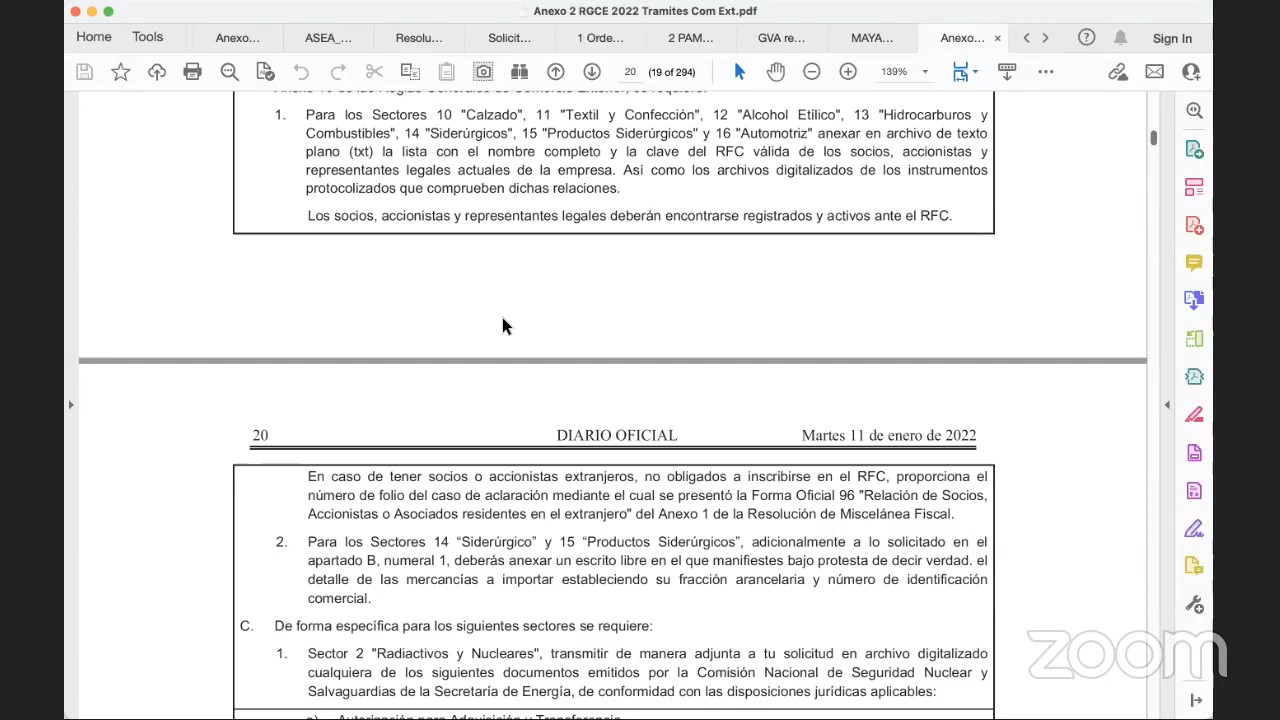 Anexo 2 RGCE 2022 Tramites Com Ext.pdf
Home Tools Anexo... ASEA_... Resolu... Solicit... 1 Orde... 2 PAM... GVA re... MAYA... Anexo... × Sign In
20 (19 of 294) 139%
1. Para los Sectores 10 "Calzado", 11 "Textil y Confección", 12 "Alcohol Etílico", 13 "Hidrocarburos y
Combustibles", 14 "Siderúrgicos", 15 "Productos Siderúrgicos" y 16 "Automotriz" anexar en archivo de texto
plano (txt) la lista con el nombre completo y la clave del RFC válida de los socios, accionistas y
representantes legales actuales de la empresa. Así como los archivos digitalizados de los instrumentos
protocolizados que comprueben dichas relaciones.
Los socios, accionistas y representantes legales deberán encontrarse registrados y activos ante el RFC.
20 DIARIO OFICIAL Martes 11 de enero de 2022
En caso de tener socios o accionistas extranjeros, no obligados a inscribirse en el RFC, proporciona el
número de folio del caso de aclaración mediante el cual se presentó la Forma Oficial 96 "Relación de Socios,
Accionistas o Asociados residentes en el extranjero" del Anexo 1 de la Resolución de Miscelánea Fiscal.
2. Para los Sectores 14 “Siderúrgico” y 15 “Productos Siderúrgicos”, adicionalmente a lo solicitado en el
apartado B, numeral 1, deberás anexar un escrito libre en el que manifiestes bajo protesta de decir verdad. el
detalle de las mercancías a importar estableciendo su fracción arancelaria y número de identificación
comercial.
C. De forma específica para los siguientes sectores se requiere:
1. Sector 2 "Radiactivos y Nucleares", transmitir de manera adjunta a tu solicitud en archivo digitalizado
cualquiera de los siguientes documentos emitidos por la Comisión Nacional de Seguridad Nuclear y
Salvaguardias de la Secretaría de Energía, de conformidad con las disposiciones jurídicas aplicables:
zoom